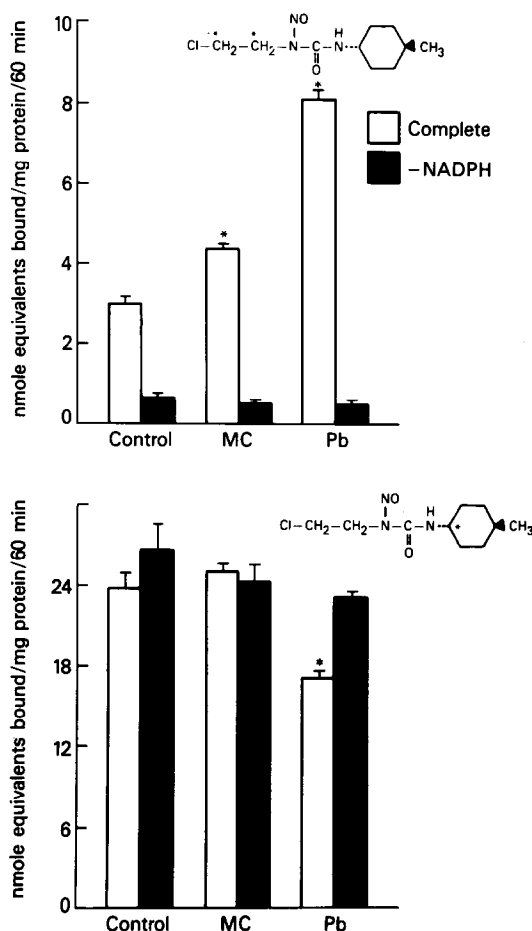 nmole equivalents bound/mg protein/60 min
10
8
6
4
2
0
NO
Cl—CH2—CH2—N—C—N
H
O
CH3
*
*
Complete
−NADPH
Control
MC
Pb
nmole equivalents bound/mg protein/60 min
24
18
12
6
0
NO
Cl—CH2—CH2—N—C—N
H
O
*
CH3
*
Control
MC
Pb